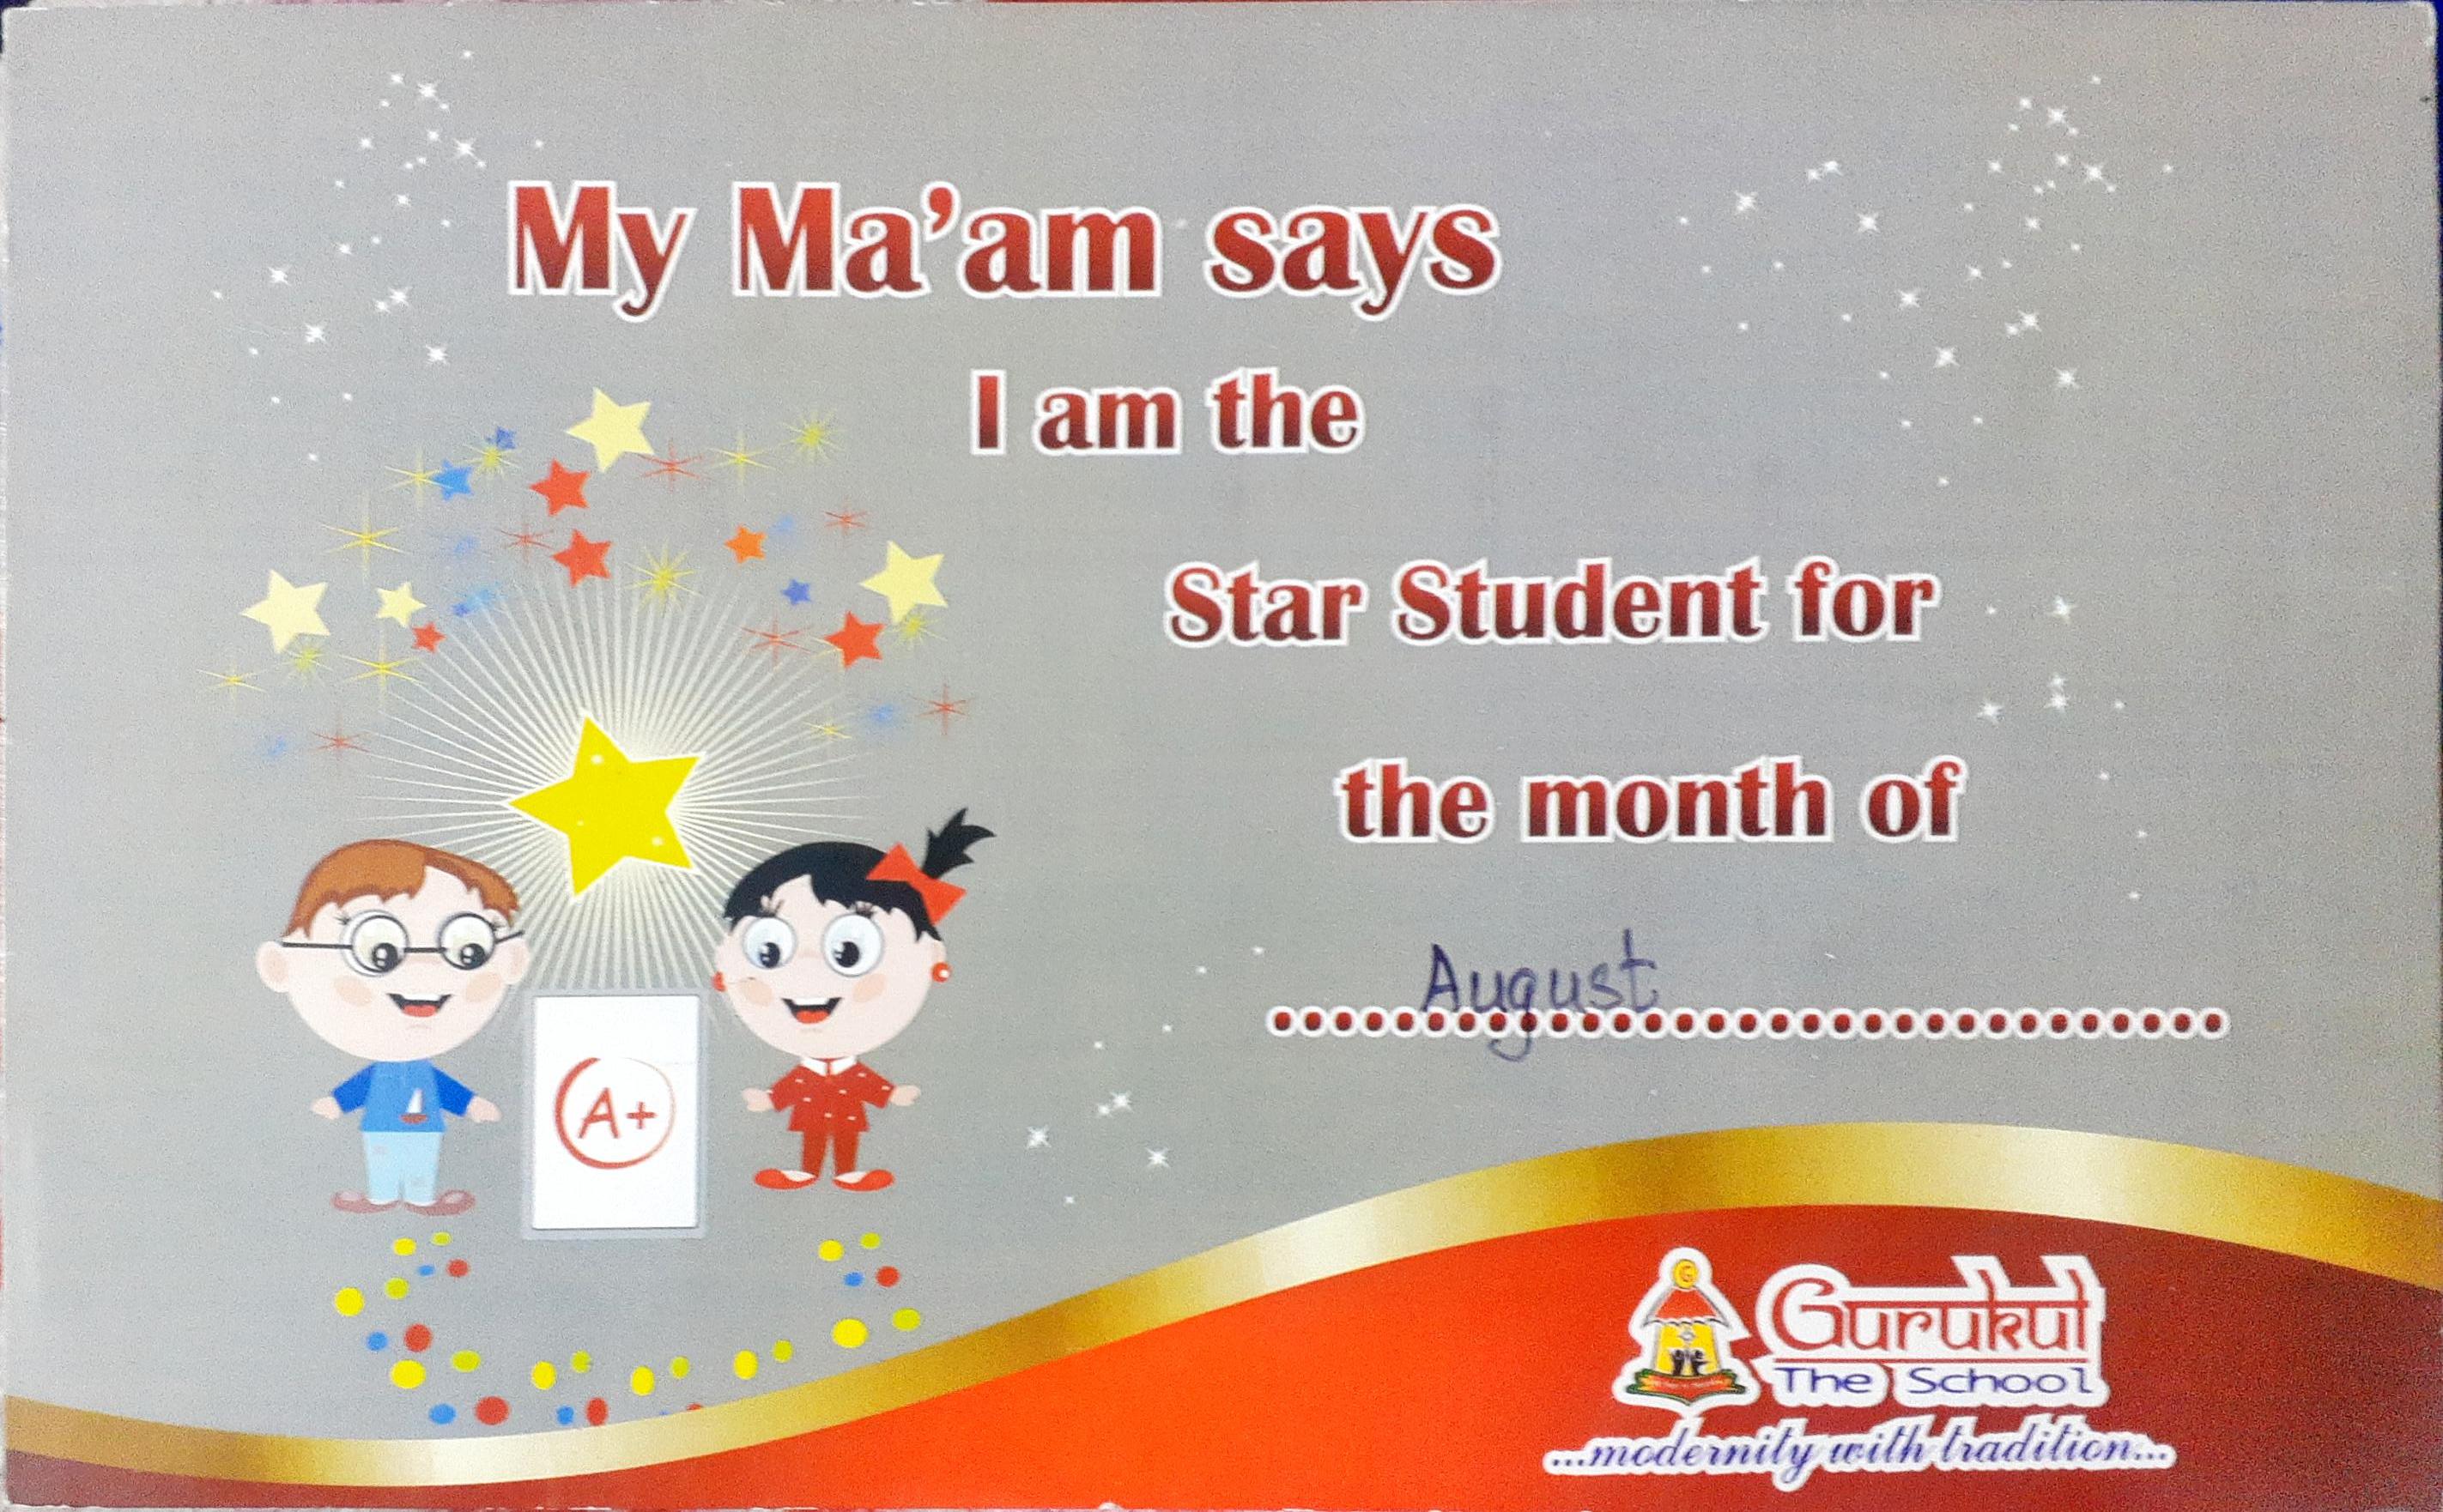 My Ma'am says
I am the
Star Student for
the month of
August
A+
G
Gurukul
The School
...modernity with tradition...